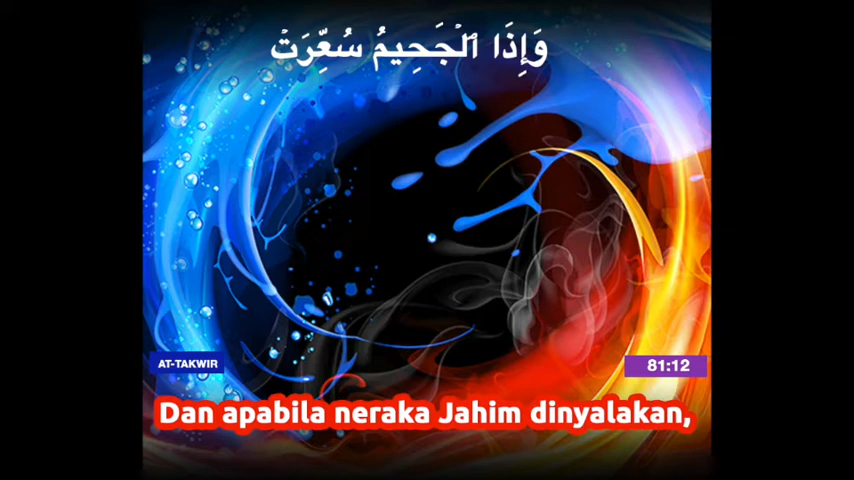 وَإِذَا ٱلْجَحِيمُ سُعِّرَتْ
AT-TAKWIR
81:12
Dan apabila neraka Jahim dinyalakan,